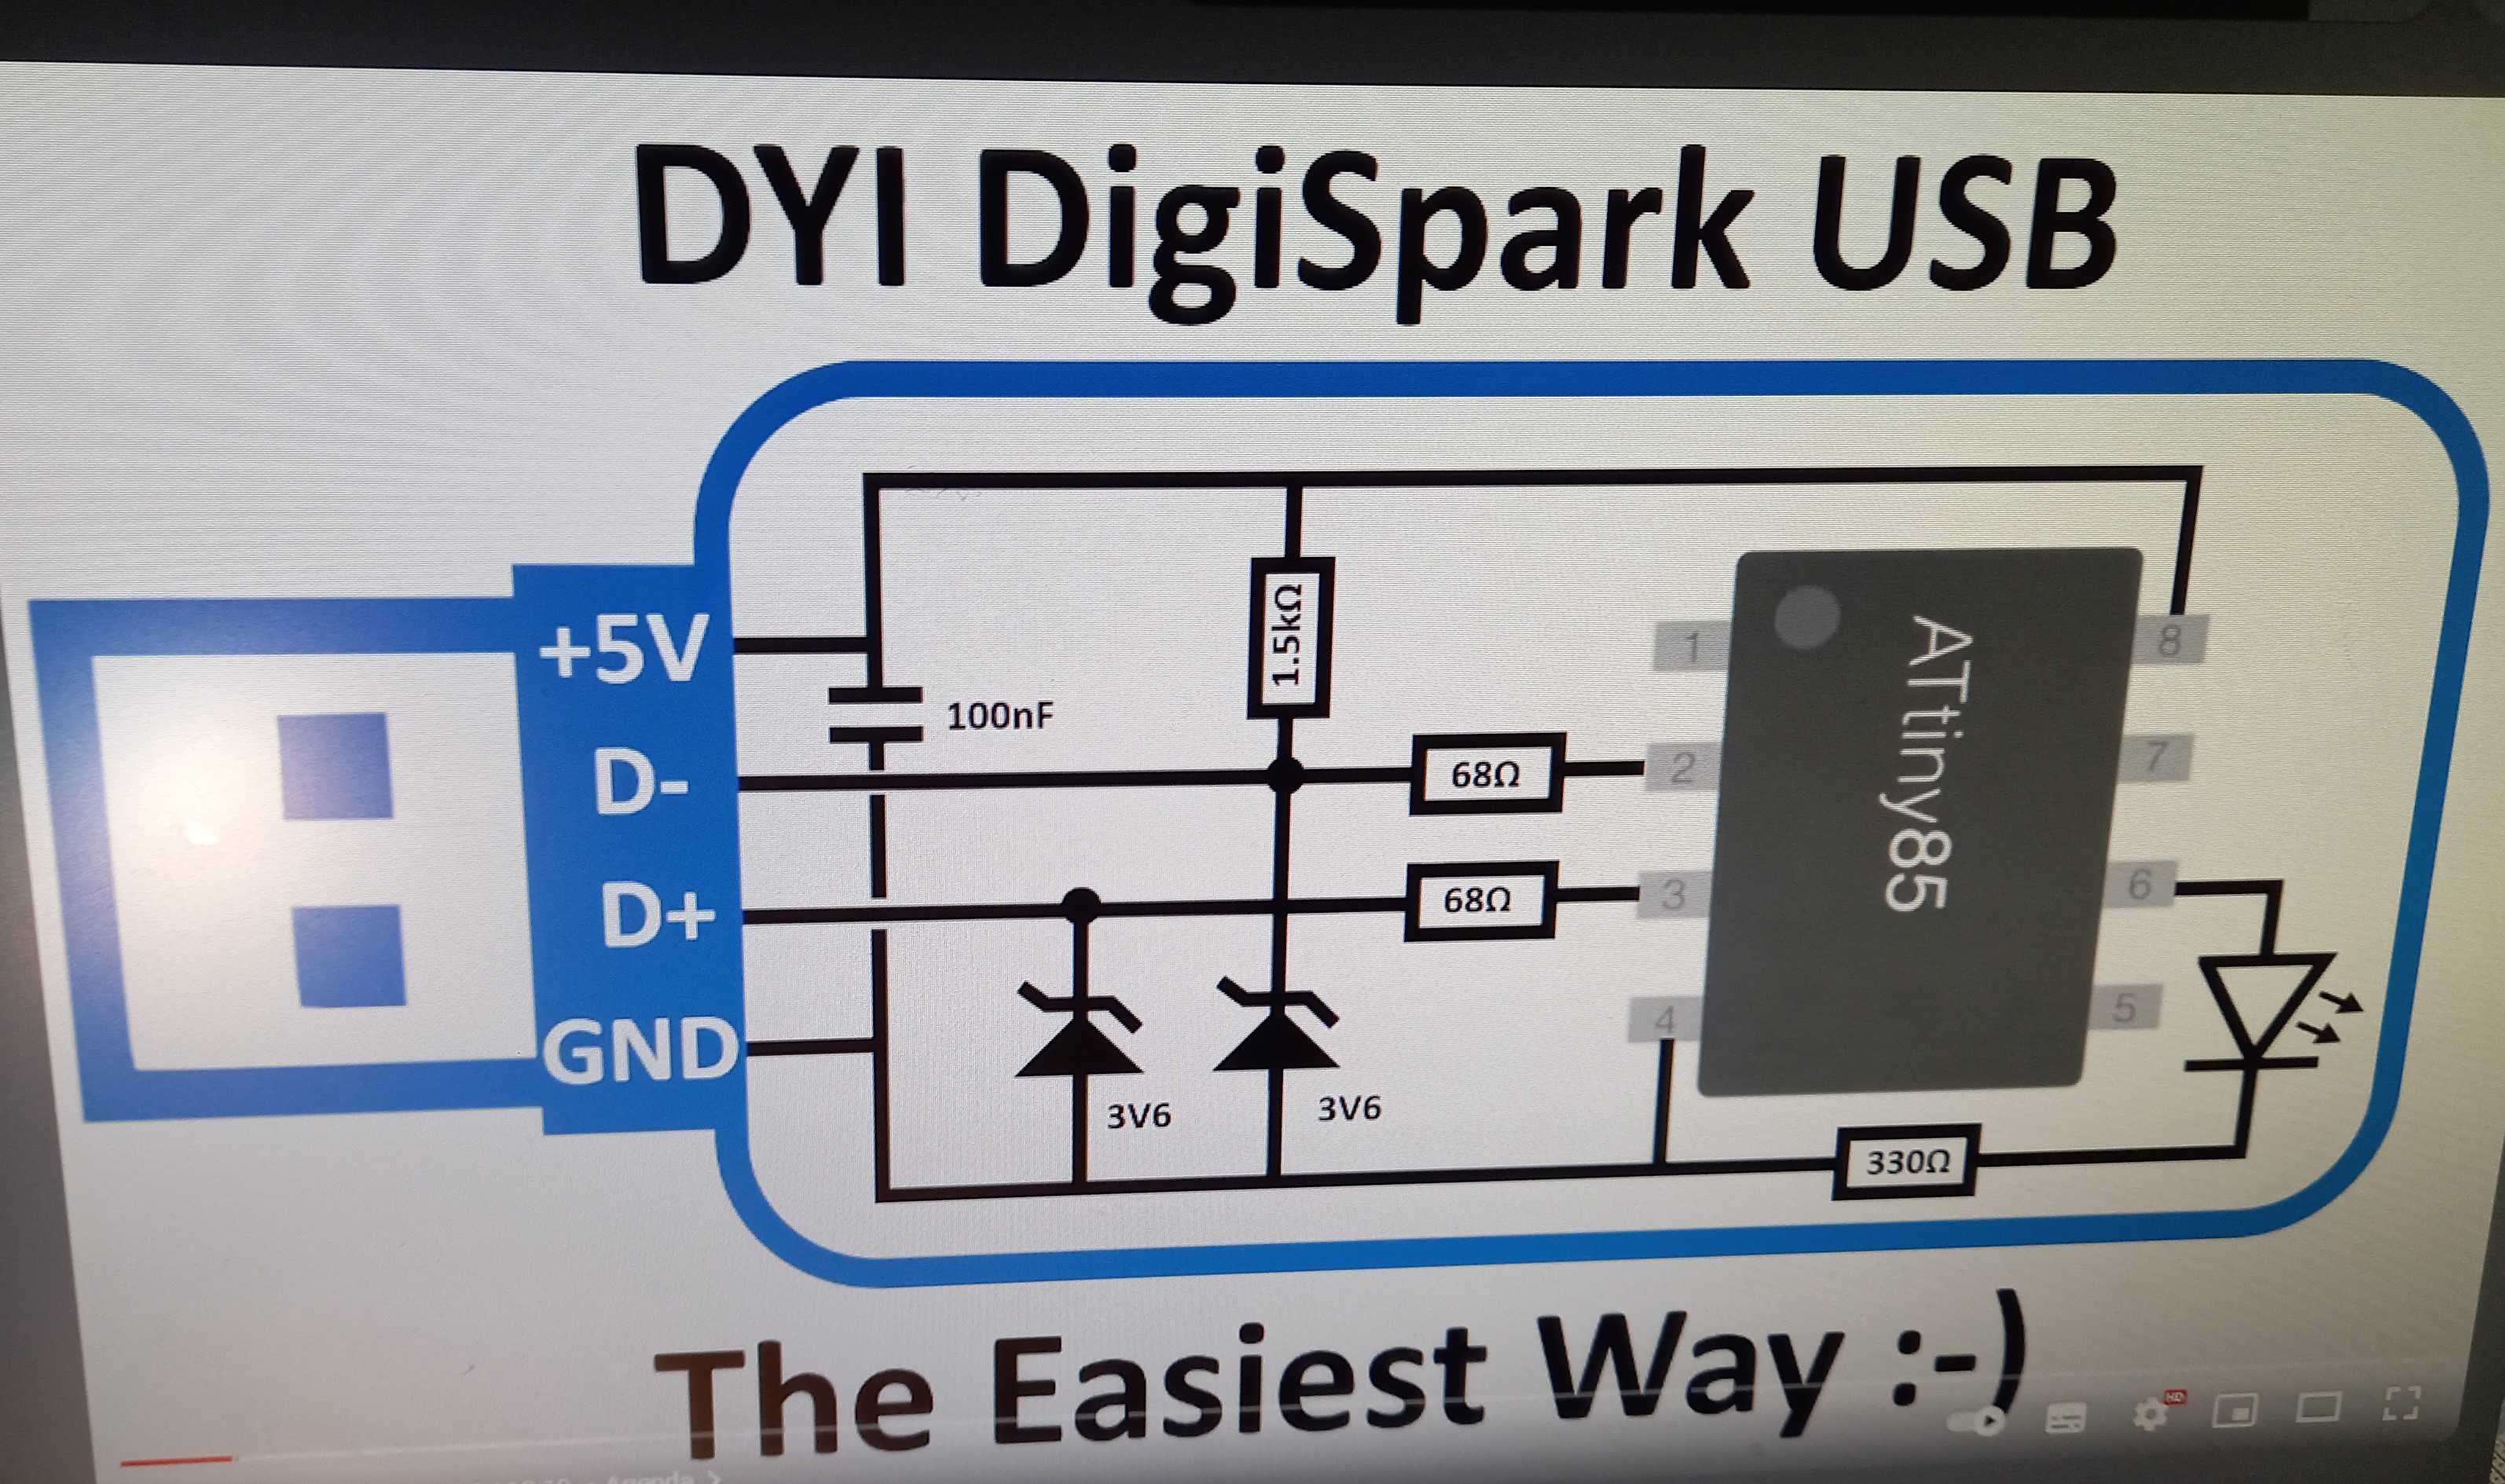 DYI DigiSpark USB
+5V
D-
D+
GND
100nF
1.5kΩ
68Ω
68Ω
3V6
3V6
330Ω
ATtiny85
1
2
3
4
8
7
6
5
The Easiest Way :-)
HD
Agenda >